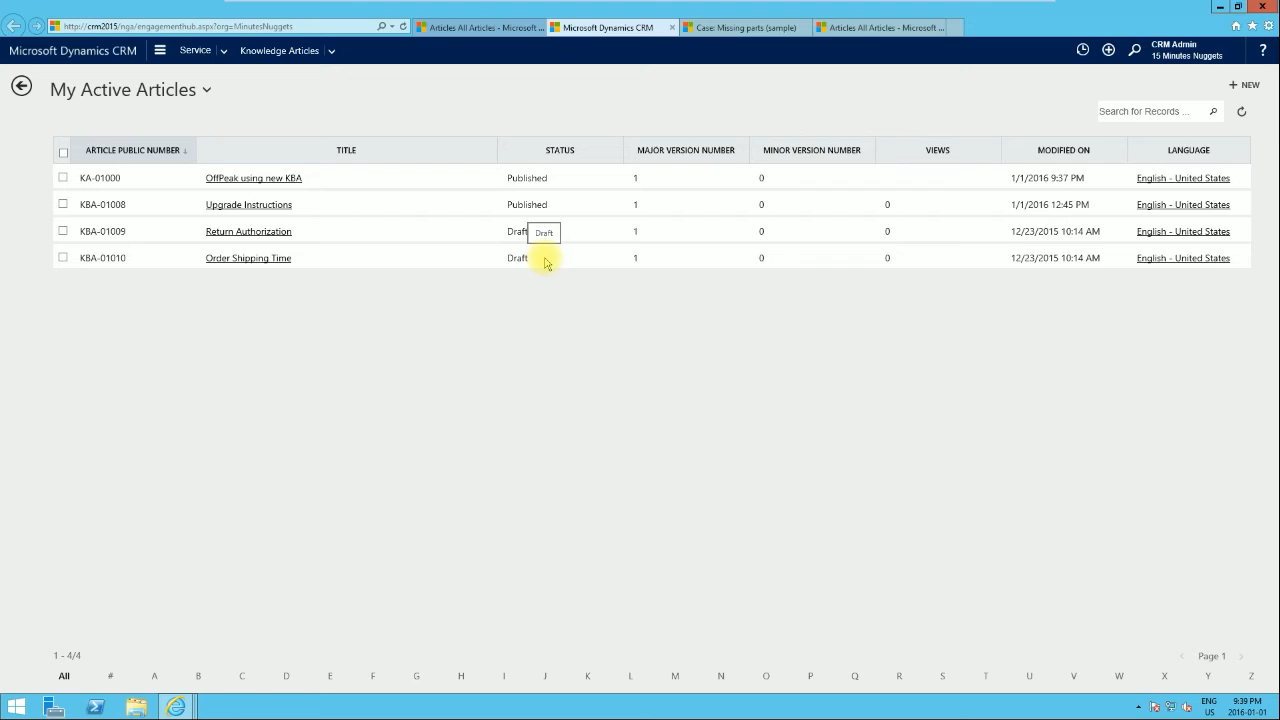 http://crm2015/nga/engagementhub.aspx?org=MinutesNuggets
Articles All Articles - Microsoft ...
Microsoft Dynamics CRM
Case: Missing parts (sample)
Articles All Articles - Microsoft ...
Microsoft Dynamics CRM
Service
Knowledge Articles
CRM Admin
15 Minutes Nuggets
?
My Active Articles
+ NEW
Search for Records ...
ARTICLE PUBLIC NUMBER ↓ TITLE STATUS MAJOR VERSION NUMBER MINOR VERSION NUMBER VIEWS MODIFIED ON LANGUAGE
KA-01000 OffPeak using new KBA Published 1 0 1/1/2016 9:37 PM English - United States
KBA-01008 Upgrade Instructions Published 1 0 0 1/1/2016 12:45 PM English - United States
KBA-01009 Return Authorization Draft Draft 1 0 0 12/23/2015 10:14 AM English - United States
KBA-01010 Order Shipping Time Draft 1 0 0 12/23/2015 10:14 AM English - United States
1 - 4/4
Page 1
All # A B C D E F G H I J K L M N O P Q R S T U V W X Y Z
ENG 9:39 PM
US 2016-01-01